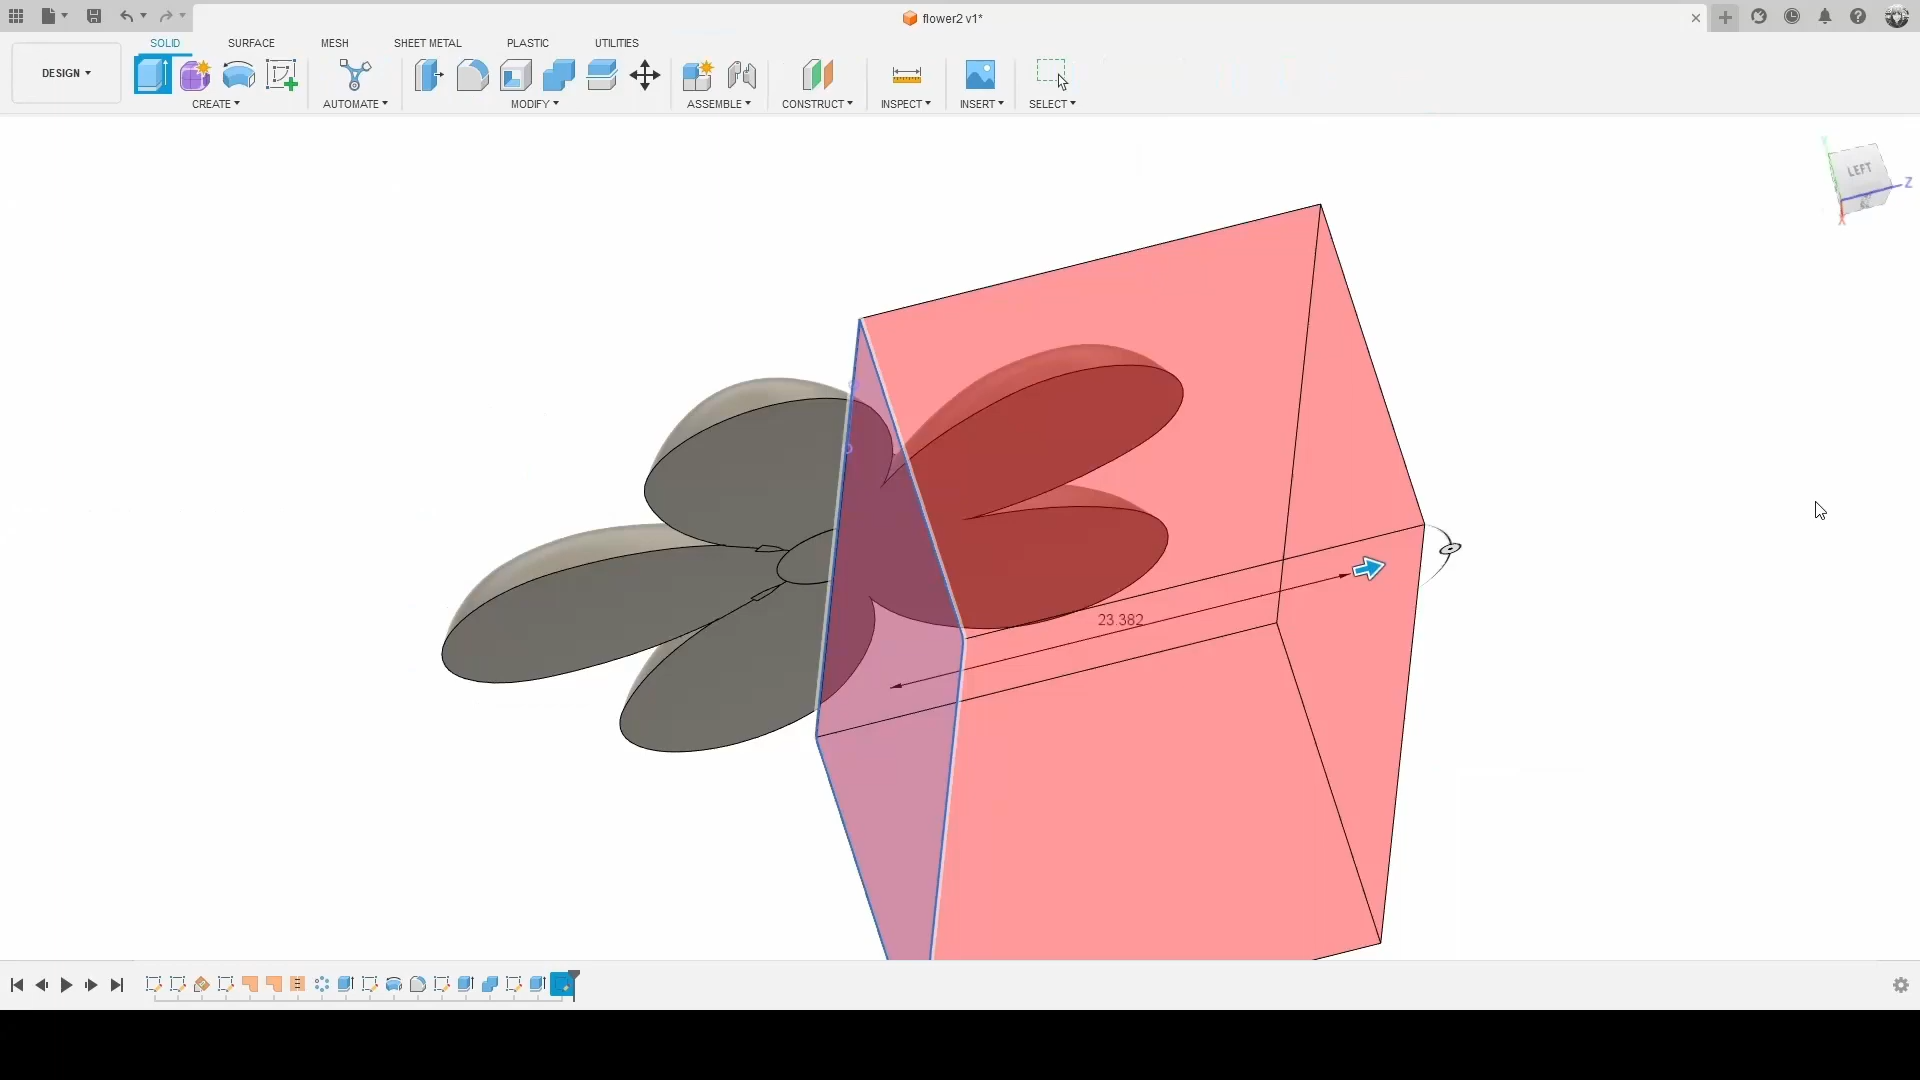 flower2 v1*
SOLID SURFACE MESH SHEET METAL PLASTIC UTILITIES
DESIGN
CREATE AUTOMATE MODIFY ASSEMBLE CONSTRUCT INSPECT INSERT SELECT
LEFT
Z
X
23.382